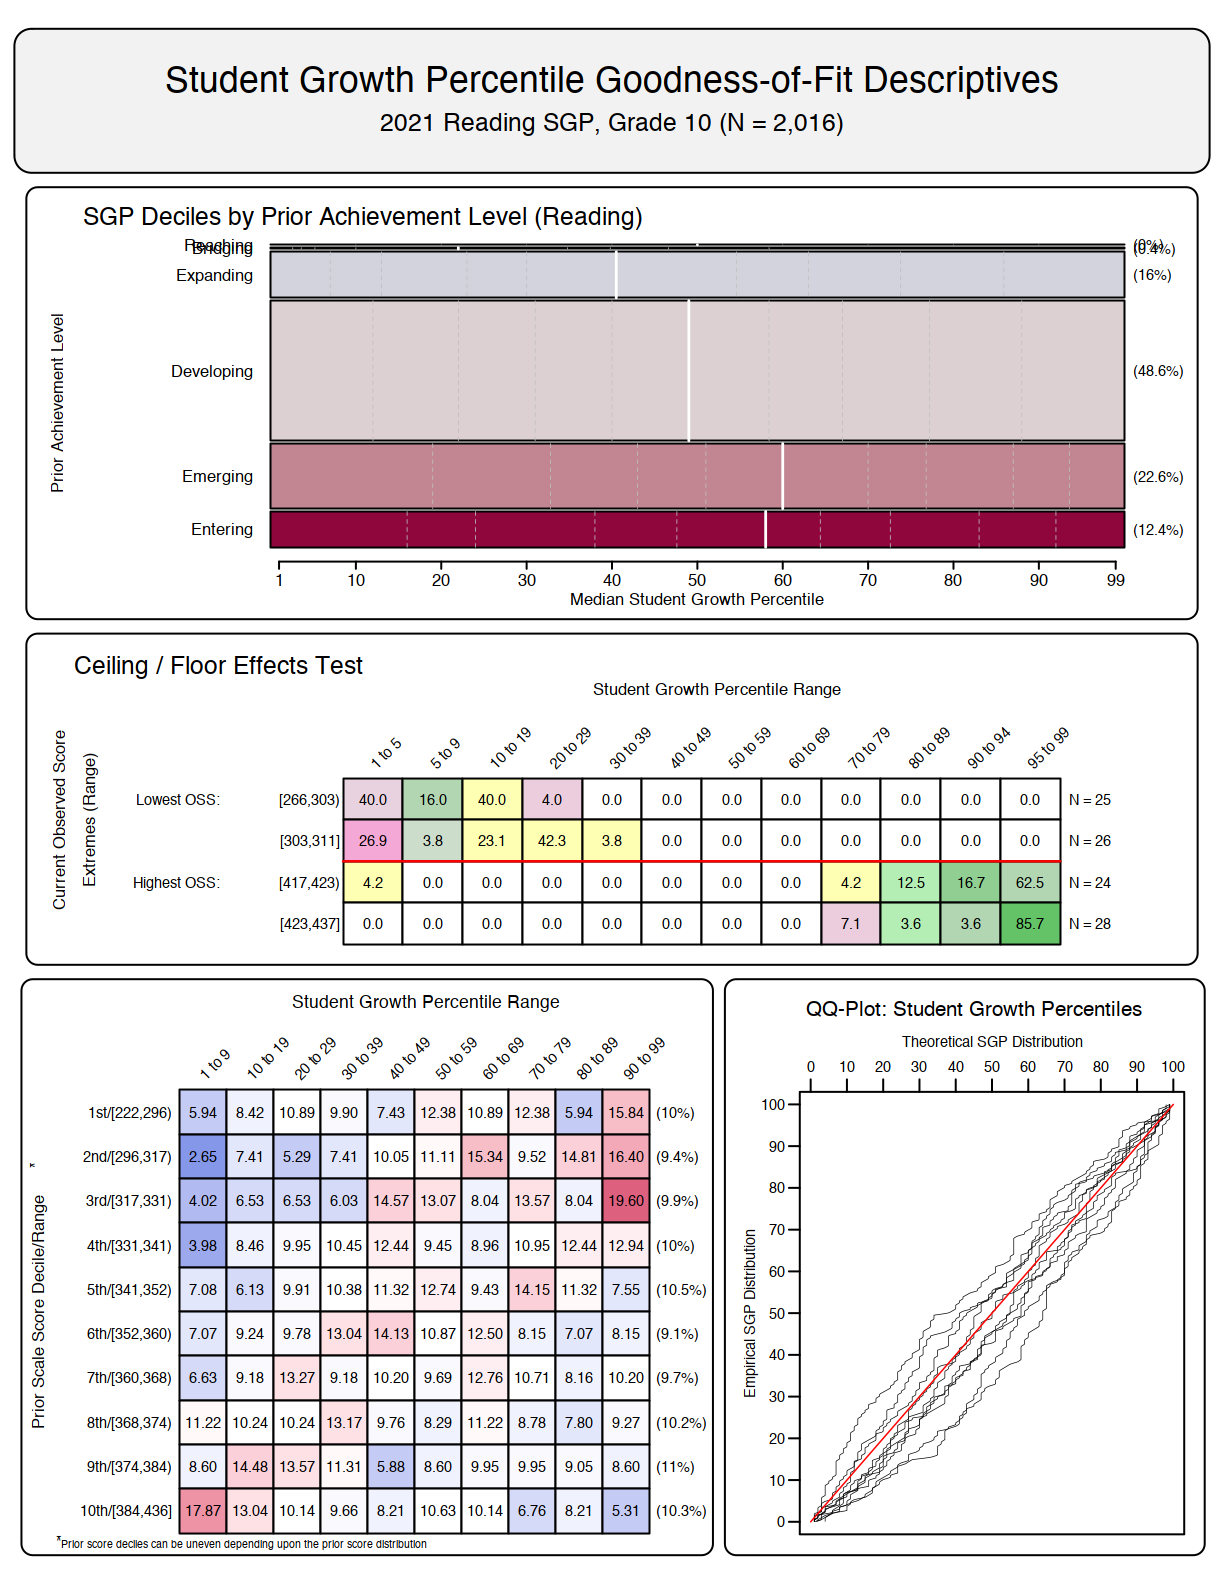 Student Growth Percentile Goodness-of-Fit Descriptives
2021 Reading SGP, Grade 10 (N = 2,016)
SGP Deciles by Prior Achievement Level (Reading)
Prior Achievement Level
Reaching (0%)
Bridging (0.4%)
Expanding (16%)
Developing (48.6%)
Emerging (22.6%)
Entering (12.4%)
1 10 20 30 40 50 60 70 80 90 99
Median Student Growth Percentile
Ceiling / Floor Effects Test
Student Growth Percentile Range
Current Observed Score
Extremes (Range)
1 to 5 5 to 9 10 to 19 20 to 29 30 to 39 40 to 49 50 to 59 60 to 69 70 to 79 80 to 89 90 to 94 95 to 99
Lowest OSS: [266,303) 40.0 16.0 40.0 4.0 0.0 0.0 0.0 0.0 0.0 0.0 0.0 0.0 N = 25
[303,311] 26.9 3.8 23.1 42.3 3.8 0.0 0.0 0.0 0.0 0.0 0.0 0.0 N = 26
Highest OSS: [417,423) 4.2 0.0 0.0 0.0 0.0 0.0 0.0 0.0 4.2 12.5 16.7 62.5 N = 24
[423,437] 0.0 0.0 0.0 0.0 0.0 0.0 0.0 0.0 7.1 3.6 3.6 85.7 N = 28
Student Growth Percentile Range
Prior Scale Score Decile/Range *
1 to 9 10 to 19 20 to 29 30 to 39 40 to 49 50 to 59 60 to 69 70 to 79 80 to 89 90 to 99
1st/[222,296) 5.94 8.42 10.89 9.90 7.43 12.38 10.89 12.38 5.94 15.84 (10%)
2nd/[296,317) 2.65 7.41 5.29 7.41 10.05 11.11 15.34 9.52 14.81 16.40 (9.4%)
3rd/[317,331) 4.02 6.53 6.53 6.03 14.57 13.07 8.04 13.57 8.04 19.60 (9.9%)
4th/[331,341) 3.98 8.46 9.95 10.45 12.44 9.45 8.96 10.95 12.44 12.94 (10%)
5th/[341,352) 7.08 6.13 9.91 10.38 11.32 12.74 9.43 14.15 11.32 7.55 (10.5%)
6th/[352,360) 7.07 9.24 9.78 13.04 14.13 10.87 12.50 8.15 7.07 8.15 (9.1%)
7th/[360,368) 6.63 9.18 13.27 9.18 10.20 9.69 12.76 10.71 8.16 10.20 (9.7%)
8th/[368,374) 11.22 10.24 10.24 13.17 9.76 8.29 11.22 8.78 7.80 9.27 (10.2%)
9th/[374,384) 8.60 14.48 13.57 11.31 5.88 8.60 9.95 9.95 9.05 8.60 (11%)
10th/[384,436] 17.87 13.04 10.14 9.66 8.21 10.63 10.14 6.76 8.21 5.31 (10.3%)
*Prior score deciles can be uneven depending upon the prior score distribution
QQ-Plot: Student Growth Percentiles
Theoretical SGP Distribution
0 10 20 30 40 50 60 70 80 90 100
Empirical SGP Distribution
100
90
80
70
60
50
40
30
20
10
0